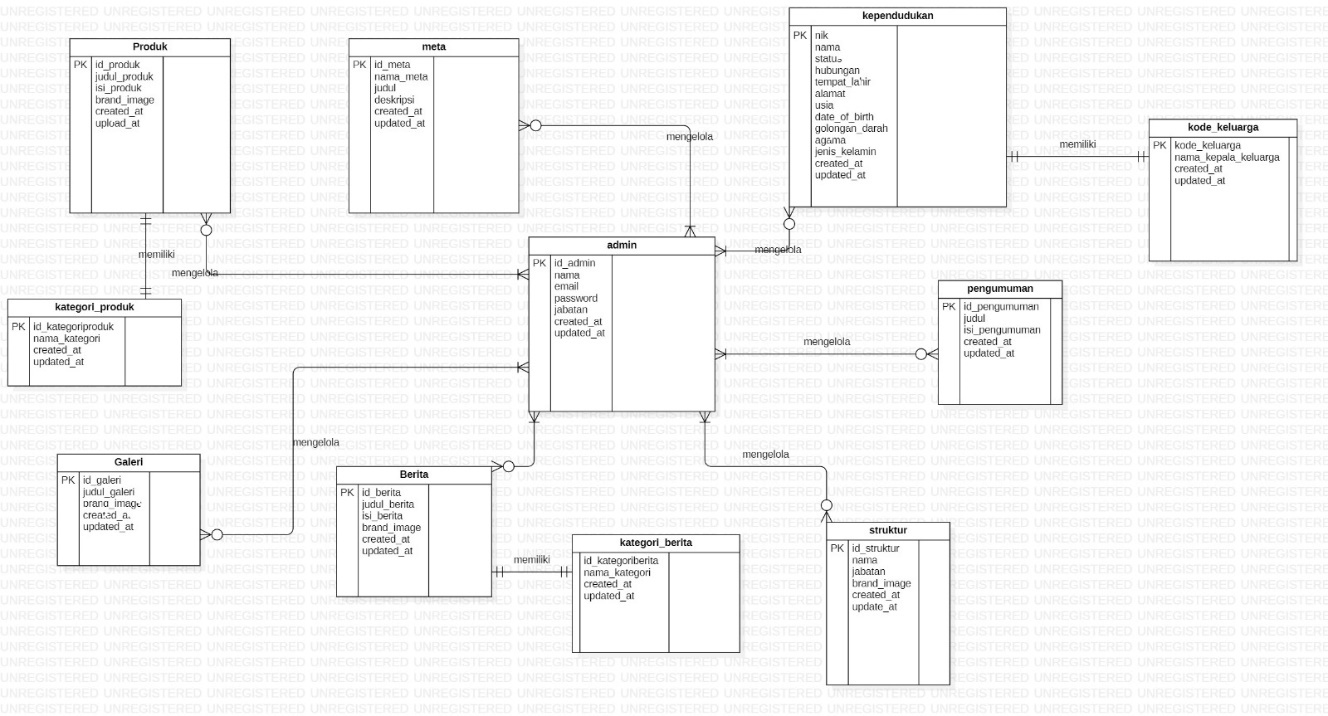 Produk
PK id_produk
judul_produk
isi_produk
brand_image
created_at
upload_at
meta
PK id_meta
nama_meta
judul
deskripsi
created_at
updated_at
kependudukan
PK nik
nama
status
hubungan
tempat_lahir
alamat
usia
date_of_birth
golongan_darah
agama
jenis_kelamin
created_at
updated_at
kode_keluarga
PK kode_keluarga
nama_kepala_keluarga
created_at
updated_at
memiliki
mengelola
mengelola
memiliki
mengelola
admin
PK id_admin
nama
email
password
jabatan
created_at
updated_at
kategori_produk
PK id_kategoriproduk
nama_kategori
created_at
updated_at
pengumuman
PK id_pengumuman
judul
isi_pengumuman
created_at
updated_at
mengelola
mengelola
mengelola
Galeri
PK id_galeri
judul_galeri
brand_image
created_a.
updated_at
Berita
PK id_berita
judul_berita
isi_berita
brand_image
created_at
updated_at
memiliki
kategori_berita
PK id_kategoriberita
nama_kategori
created_at
updated_at
struktur
PK id_struktur
nama
jabatan
brand_image
created_at
update_at